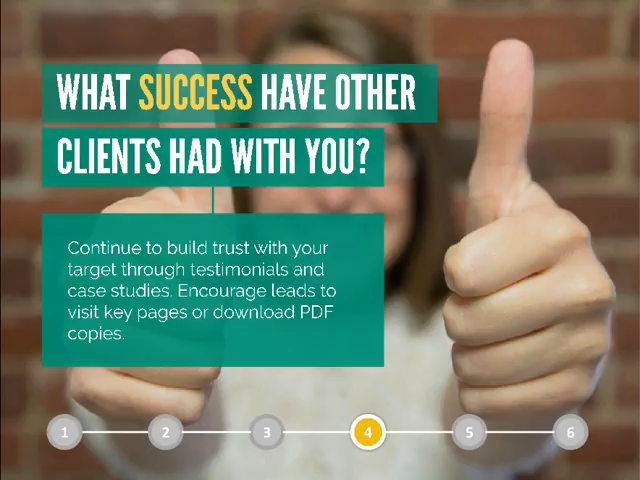 WHAT SUCCESS HAVE OTHER
CLIENTS HAD WITH YOU?
Continue to build trust with your
target through testimonials and
case studies. Encourage leads to
visit key pages or download PDF
copies.
1 2 3 4 5 6